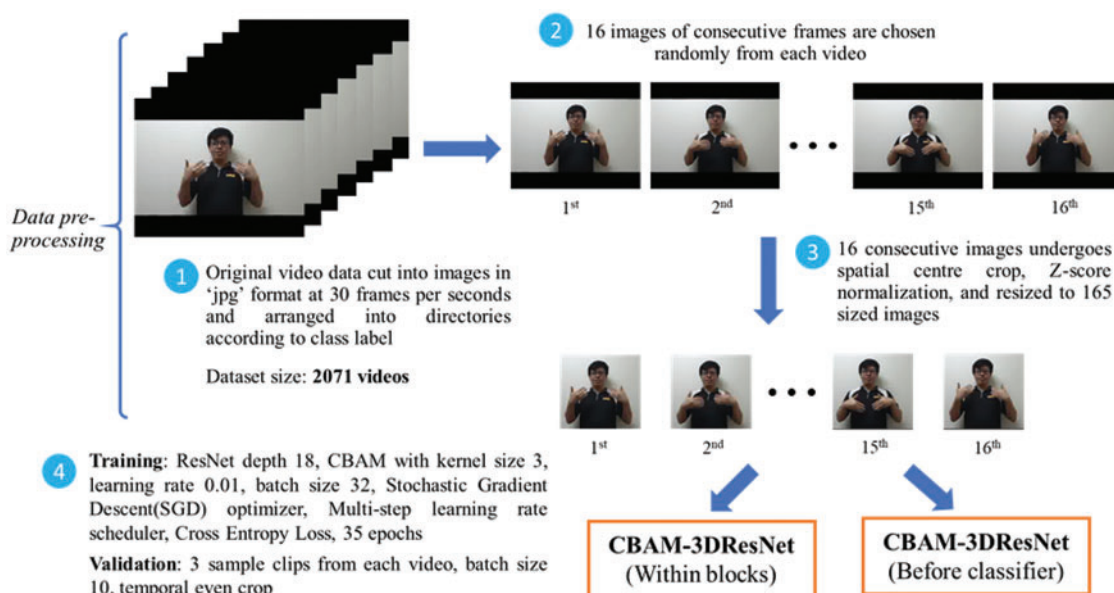 Data pre-
processing
1
Original video data cut into images in
‘jpg’ format at 30 frames per seconds
and arranged into directories
according to class label
Dataset size: 2071 videos
2
16 images of consecutive frames are chosen
randomly from each video
1st
2nd
15th
16th
3
16 consecutive images undergoes
spatial centre crop, Z-score
normalization, and resized to 165
sized images
1st
2nd
15th
16th
4
Training: ResNet depth 18, CBAM with kernel size 3,
learning rate 0.01, batch size 32, Stochastic Gradient
Descent(SGD) optimizer, Multi-step learning rate
scheduler, Cross Entropy Loss, 35 epochs
Validation: 3 sample clips from each video, batch size
10, temporal even crop
CBAM-3DResNet
(Within blocks)
CBAM-3DResNet
(Before classifier)